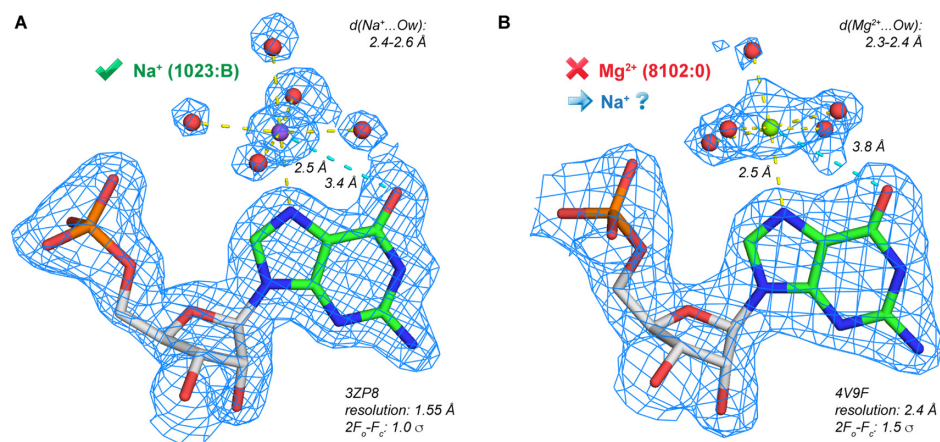 A
d(Na⁺...Ow):
2.4-2.6 Å
Na⁺ (1023:B)
2.5 Å
3.4 Å
3ZP8
resolution: 1.55 Å
2Fₒ-F꜀: 1.0 σ
B
d(Mg²⁺...Ow):
2.3-2.4 Å
Mg²⁺ (8102:0)
Na⁺ ?
3.8 Å
2.5 Å
4V9F
resolution: 2.4 Å
2Fₒ-F꜀: 1.5 σ